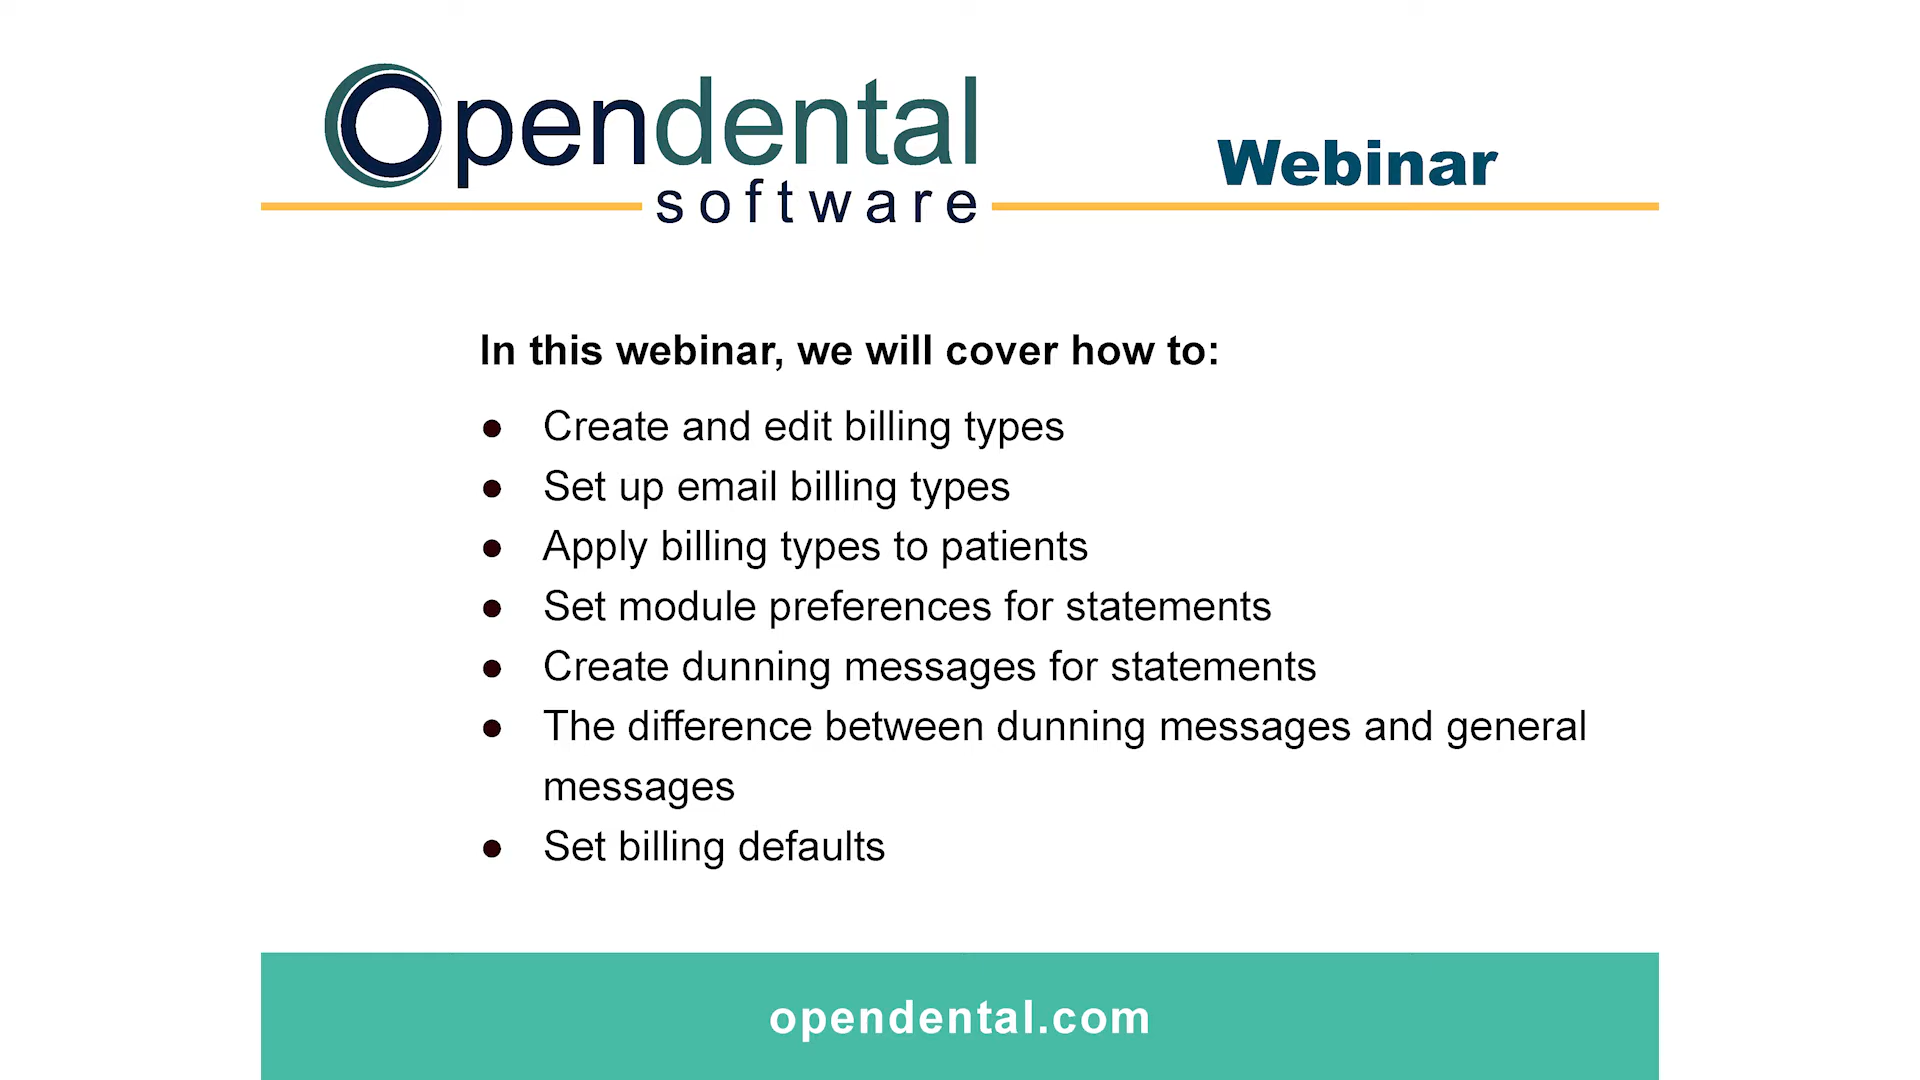 Opendental
software
Webinar
In this webinar, we will cover how to:
● Create and edit billing types
● Set up email billing types
● Apply billing types to patients
● Set module preferences for statements
● Create dunning messages for statements
● The difference between dunning messages and general
messages
● Set billing defaults
opendental.com